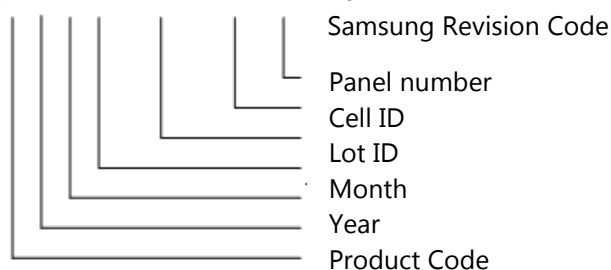 Samsung Revision Code
Panel number
Cell ID
Lot ID
Month
Year
Product Code